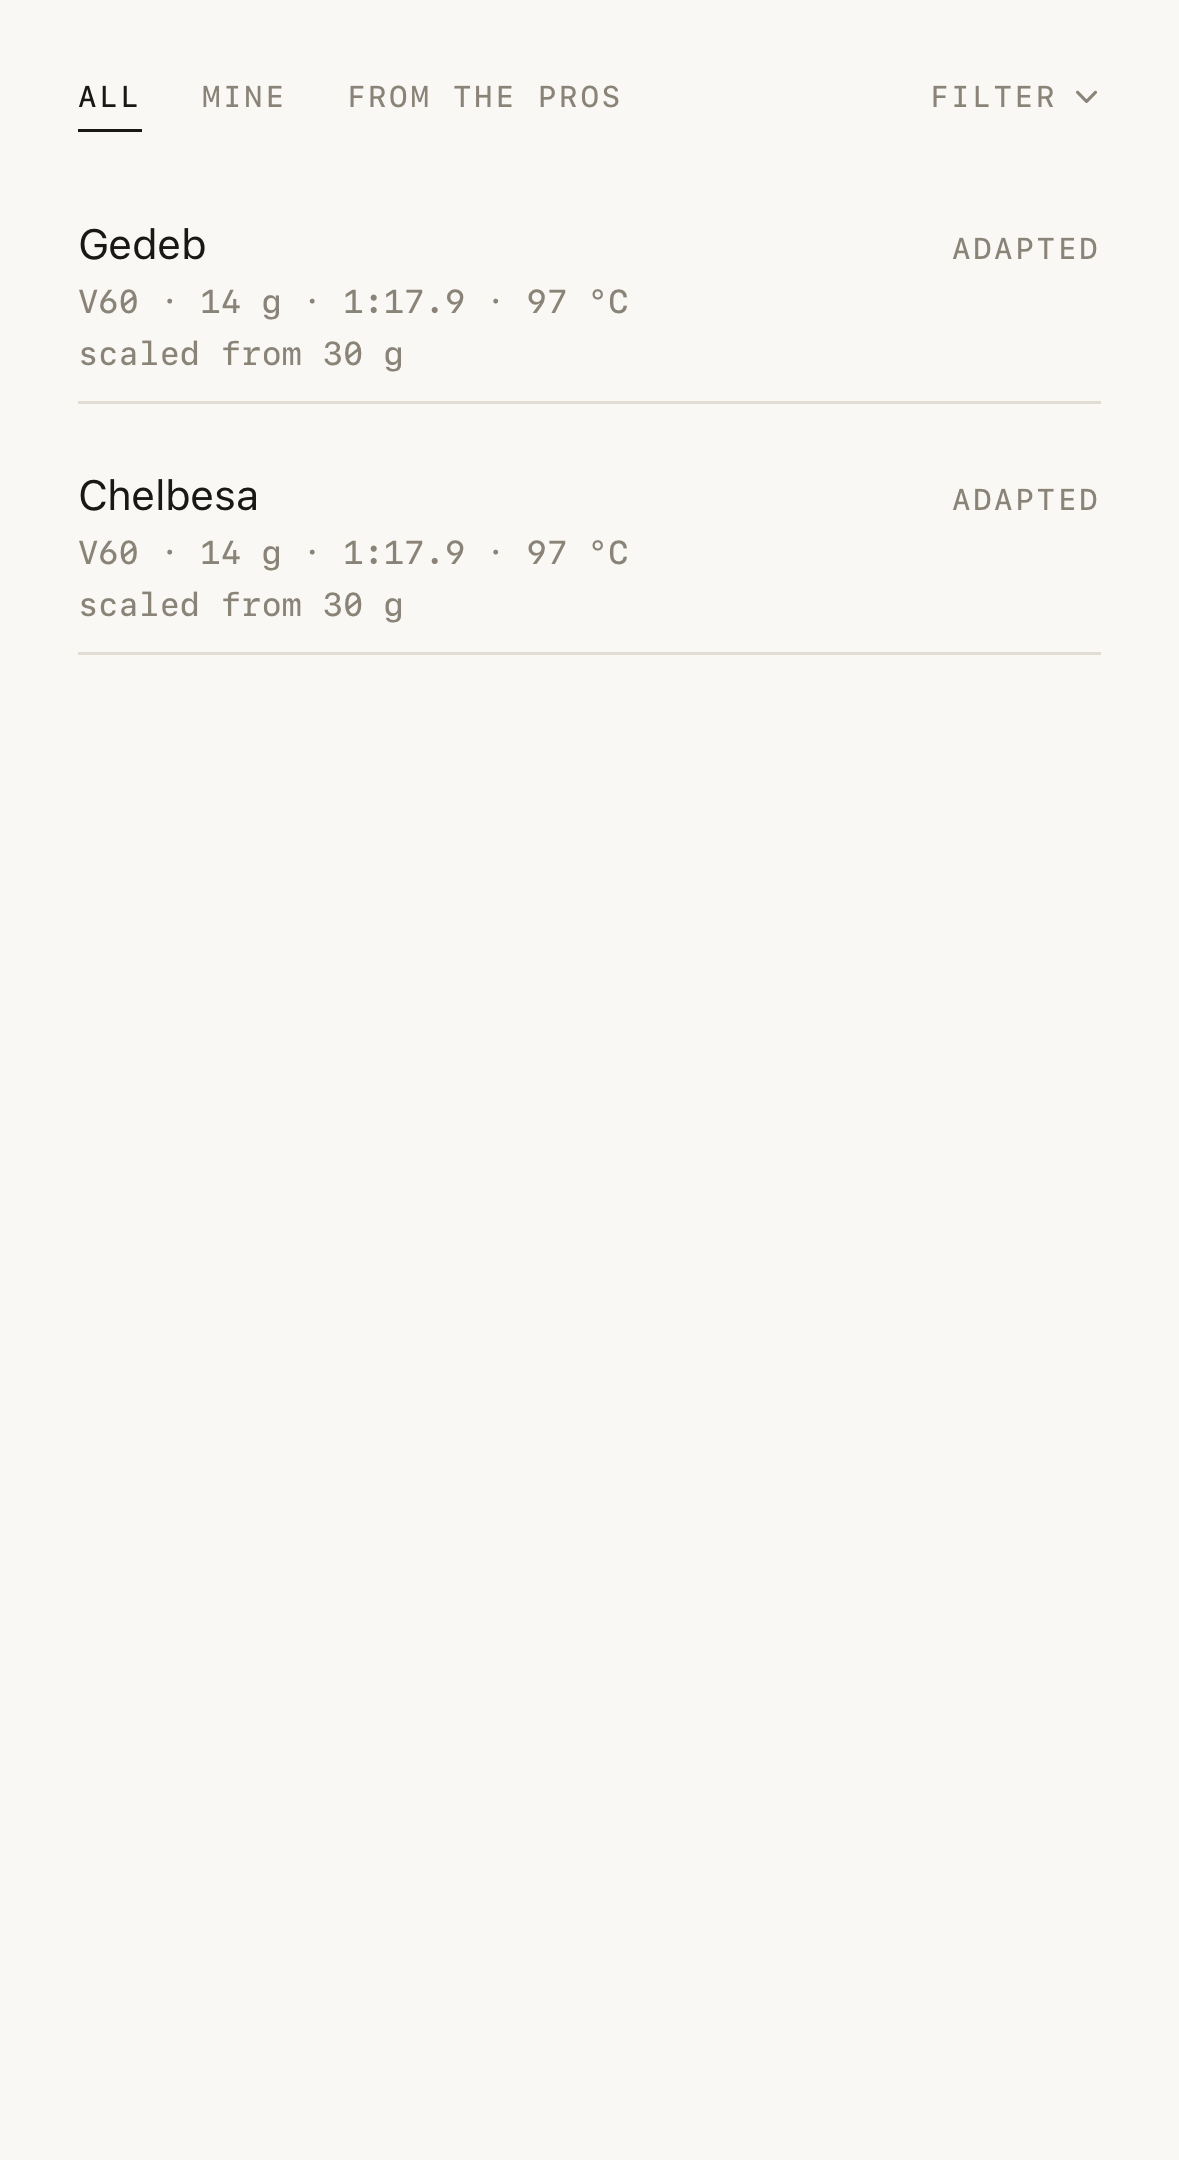 ALL MINE FROM THE PROS FILTER
Gedeb ADAPTED
V60 · 14 g · 1:17.9 · 97 °C
scaled from 30 g
Chelbesa ADAPTED
V60 · 14 g · 1:17.9 · 97 °C
scaled from 30 g